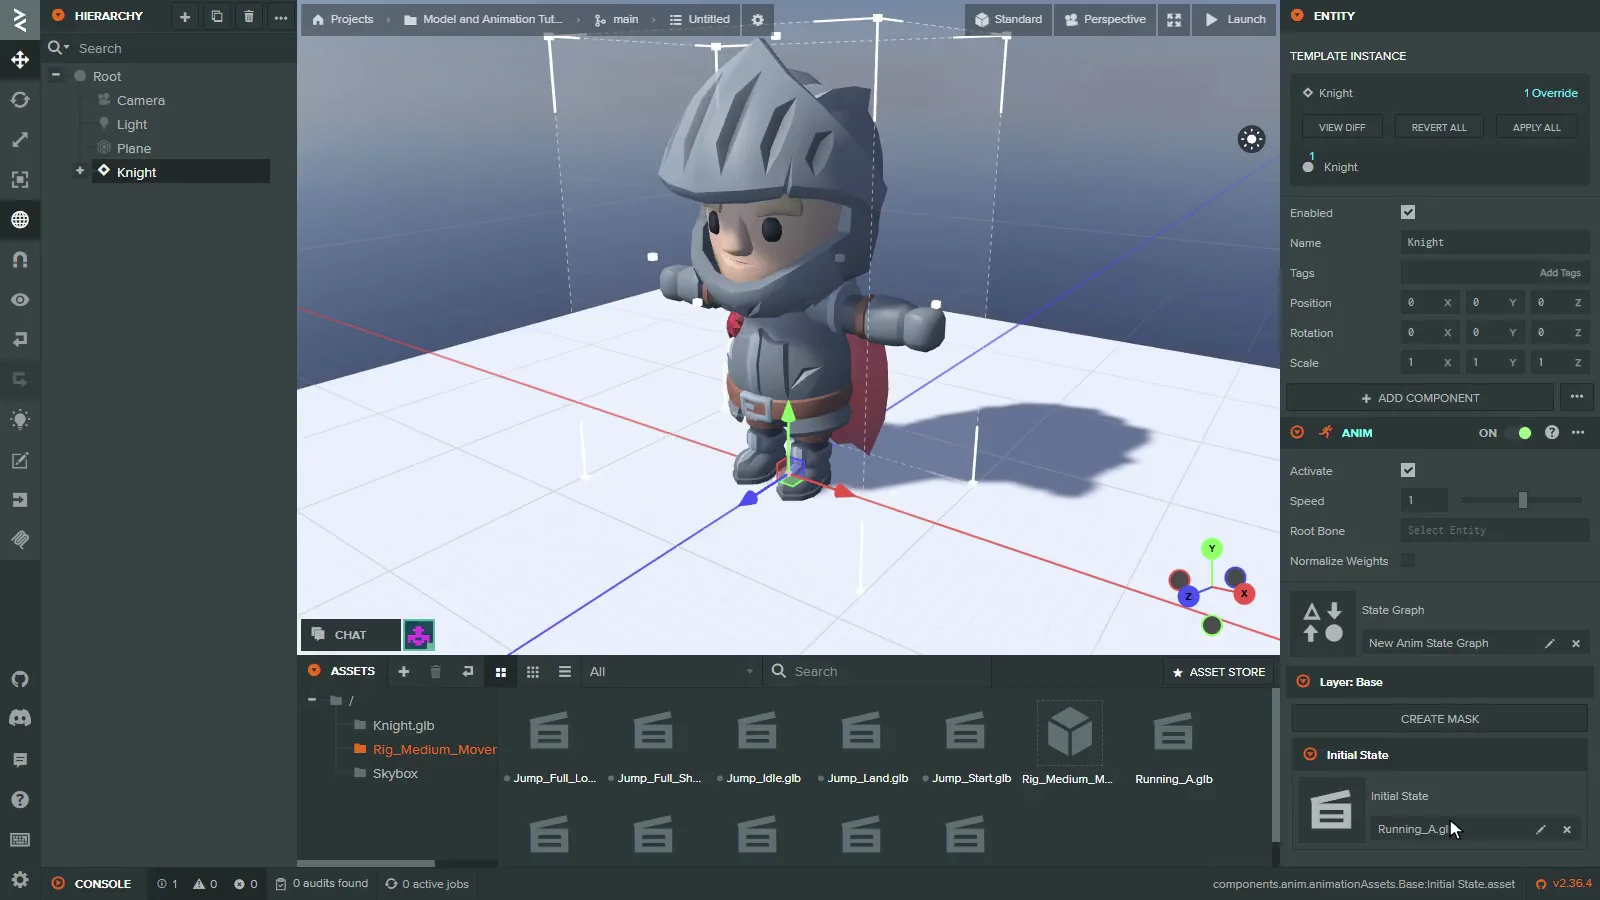 HIERARCHY
Search
Root
Camera
Light
Plane
Knight
Projects
Model and Animation Tut...
main
Untitled
Standard
Perspective
Launch
Y
Z
X
CHAT
ASSETS
All
Search
ASSET STORE
/
Knight.glb
Rig_Medium_Mover
Skybox
Jump_Full_Lo...
Jump_Full_Sh...
Jump_Idle.glb
Jump_Land.glb
Jump_Start.glb
Rig_Medium_M...
Running_A.glb
CONSOLE
1
0
0
0 audits found
0 active jobs
components.anim.animationAssets.Base:Initial State.asset
v2.36.4
ENTITY
TEMPLATE INSTANCE
Knight
1 Override
VIEW DIFF
REVERT ALL
APPLY ALL
1
Knight
Enabled
Name
Knight
Tags
Add Tags
Position
0 X 0 Y 0 Z
Rotation
0 X 0 Y 0 Z
Scale
1 X 1 Y 1 Z
ADD COMPONENT
ANIM
ON
Activate
Speed
1
Root Bone
Select Entity
Normalize Weights
State Graph
New Anim State Graph
Layer: Base
CREATE MASK
Initial State
Initial State
Running_A.gl